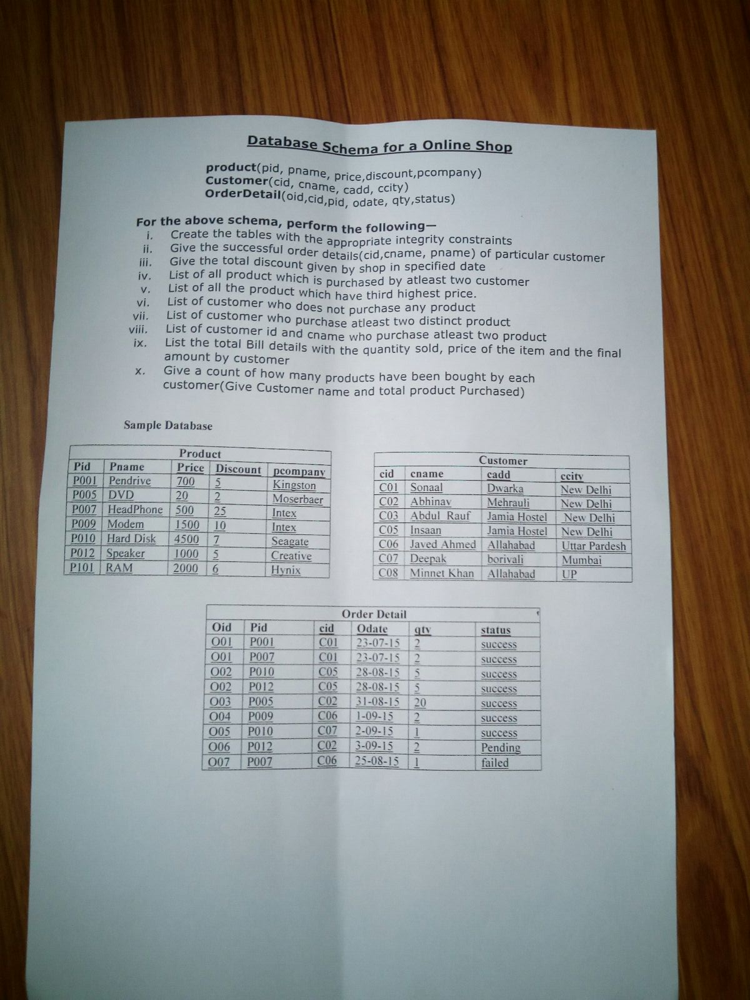 Database Schema for a Online Shop
product(pid, pname, price,discount,pcompany)
Customer(cid, cname, cadd, ccity)
OrderDetail(oid,cid,pid, odate, qty,status)
For the above schema, perform the following—
i. Create the tables with the appropriate integrity constraints
ii. Give the successful order details(cid,cname, pname) of particular customer
iii. Give the total discount given by shop in specified date
iv. List of all product which is purchased by atleast two customer
v. List of all the product which have third highest price.
vi. List of customer who does not purchase any product
vii. List of customer who purchase atleast two distinct product
viii. List of customer id and cname who purchase atleast two product
ix. List the total Bill details with the quantity sold, price of the item and the final
amount by customer
x. Give a count of how many products have been bought by each
customer(Give Customer name and total product Purchased)
Sample Database
Product
Pid Pname Price Discount pcompany
P001 Pendrive 700 5 Kingston
P005 DVD 20 2 Moserbaer
P007 HeadPhone 500 25 Intex
P009 Modem 1500 10 Intex
P010 Hard Disk 4500 7 Seagate
P012 Speaker 1000 5 Creative
P101 RAM 2000 6 Hynix
Customer
cid cname cadd ccity
C01 Sonaal Dwarka New Delhi
C02 Abhinav Mehrauli New Delhi
C03 Abdul Rauf Jamia Hostel New Delhi
C05 Insaan Jamia Hostel New Delhi
C06 Javed Ahmed Allahabad Uttar Pardesh
C07 Deepak borivali Mumbai
C08 Minnet Khan Allahabad UP
Order Detail
Oid Pid cid Odate qty status
O01 P001 C01 23-07-15 2 success
O01 P007 C01 23-07-15 2 success
O02 P010 C05 28-08-15 5 success
O02 P012 C05 28-08-15 5 success
O03 P005 C02 31-08-15 20 success
O04 P009 C06 1-09-15 2 success
O05 P010 C07 2-09-15 1 success
O06 P012 C02 3-09-15 2 Pending
O07 P007 C06 25-08-15 1 failed